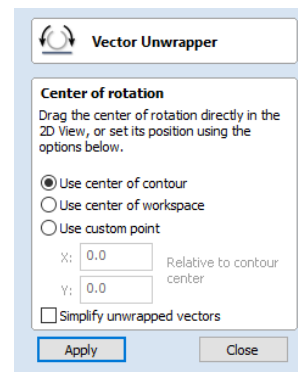 Vector Unwrapper
Center of rotation
Drag the center of rotation directly in the
2D View, or set its position using the
options below.
Use center of contour
Use center of workspace
Use custom point
X: 0.0
Relative to contour
center
Y: 0.0
Simplify unwrapped vectors
Apply Close